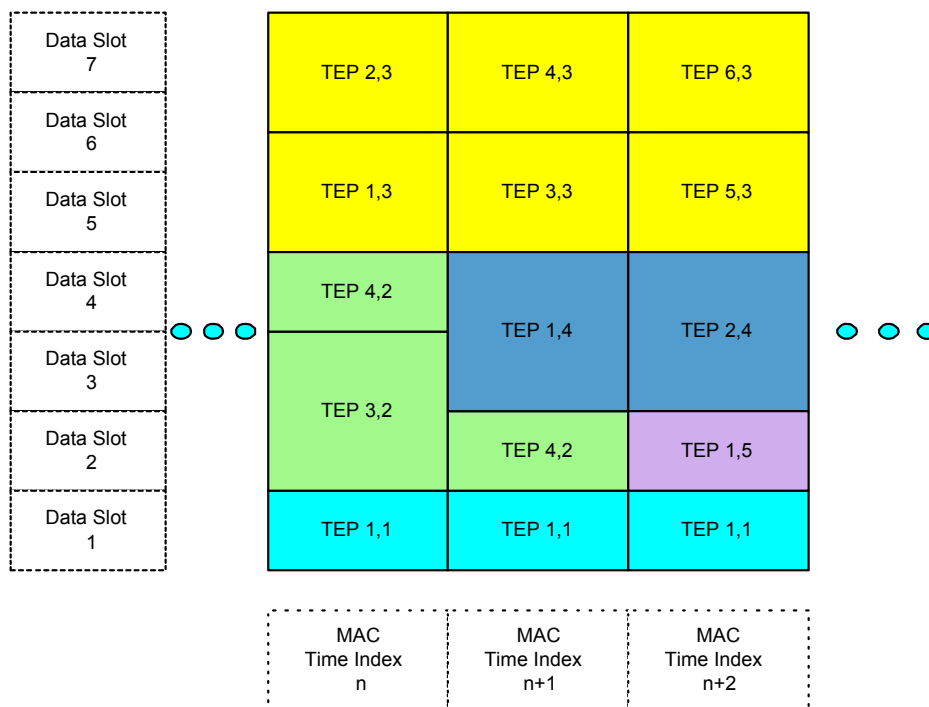 Data Slot
7
TEP 2,3
TEP 4,3
TEP 6,3
Data Slot
6
Data Slot
5
TEP 1,3
TEP 3,3
TEP 5,3
Data Slot
4
TEP 4,2
TEP 1,4
TEP 2,4
Data Slot
3
TEP 3,2
Data Slot
2
TEP 4,2
TEP 1,5
Data Slot
1
TEP 1,1
TEP 1,1
TEP 1,1
MAC
Time Index
n
MAC
Time Index
n+1
MAC
Time Index
n+2